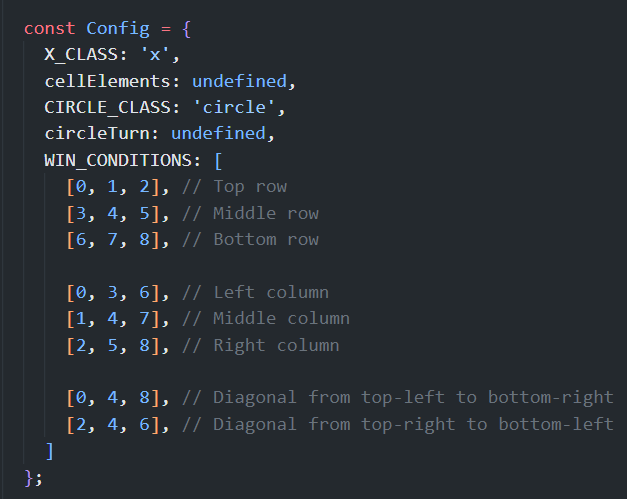 const Config = {
  X_CLASS: 'x',
  cellElements: undefined,
  CIRCLE_CLASS: 'circle',
  circleTurn: undefined,
  WIN_CONDITIONS: [
    [0, 1, 2], // Top row
    [3, 4, 5], // Middle row
    [6, 7, 8], // Bottom row

    [0, 3, 6], // Left column
    [1, 4, 7], // Middle column
    [2, 5, 8], // Right column

    [0, 4, 8], // Diagonal from top-left to bottom-right
    [2, 4, 6], // Diagonal from top-right to bottom-left
  ]
};